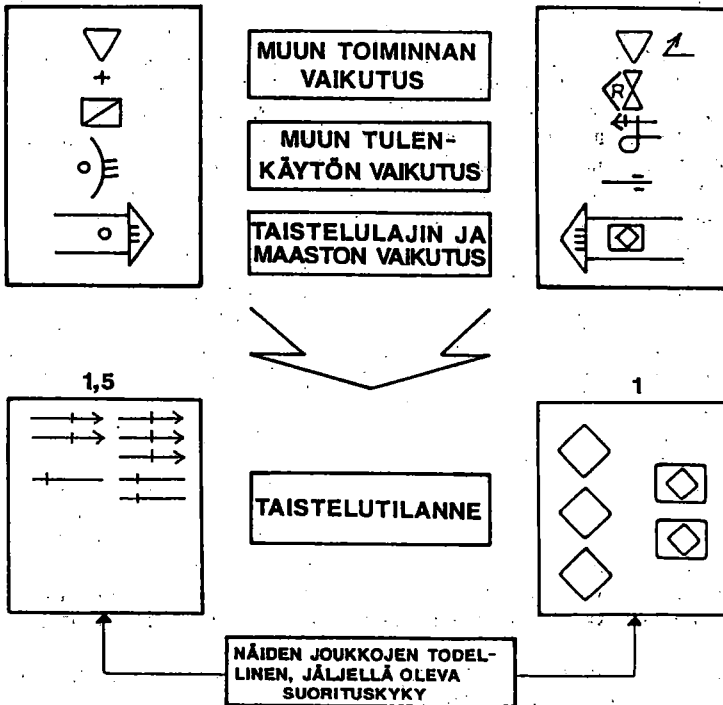 MUUN TOIMINNAN
VAIKUTUS
R
MUUN TULEN-
KÄYTÖN VAIKUTUS
TAISTELULAJIN JA
MAASTON VAIKUTUS
1,5
1
TAISTELUTILANNE
NÄIDEN JOUKKOJEN TODEL-
LINEN, JÄLJELLÄ OLEVA
SUORITUSKYKY